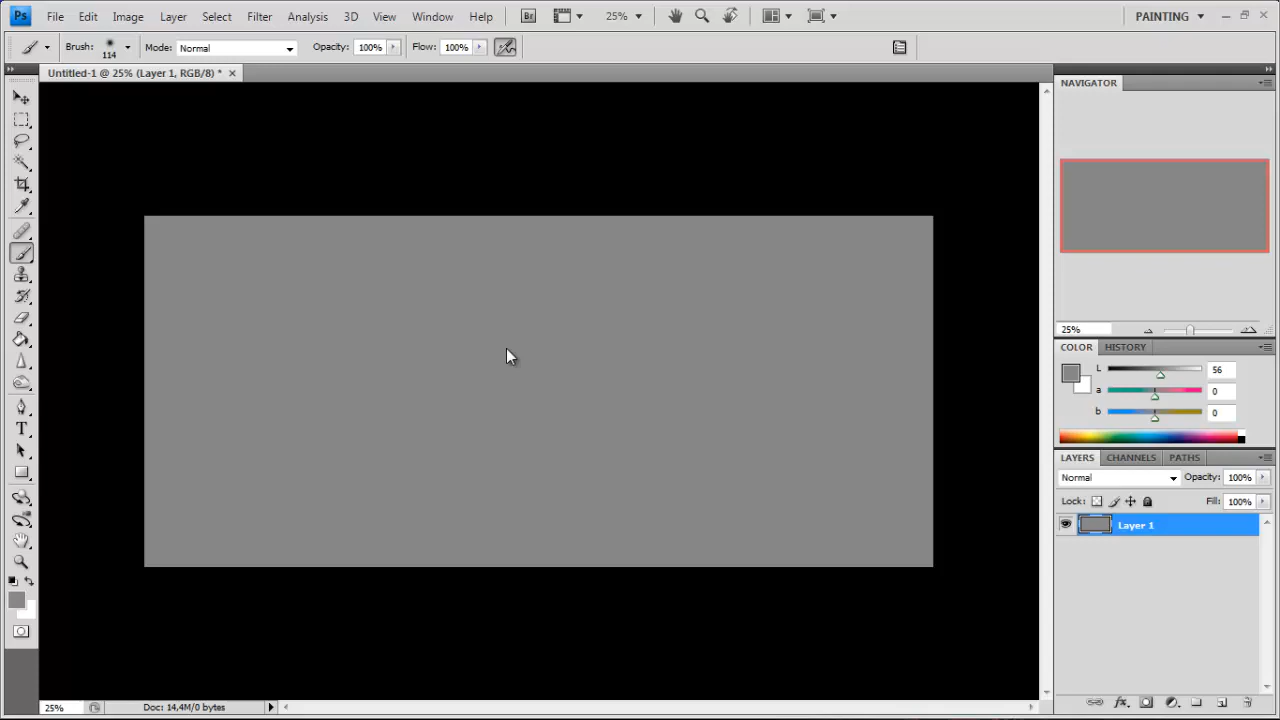 Ps File Edit Image Layer Select Filter Analysis 3D View Window Help Br 25% PAINTING
Brush: 114 Mode: Normal Opacity: 100% Flow: 100%
Untitled-1 @ 25% (Layer 1, RGB/8) *
NAVIGATOR
25%
COLOR HISTORY
L 56
a 0
b 0
LAYERS CHANNELS PATHS
Normal Opacity: 100%
Lock: Fill: 100%
Layer 1
T
25% Doc: 14,4M/0 bytes